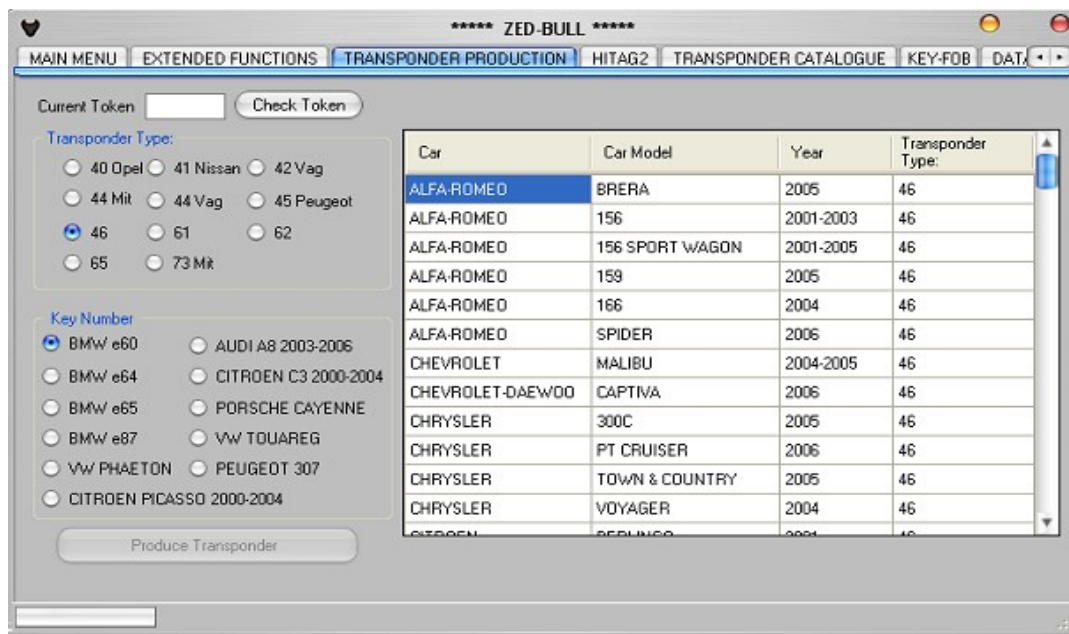 ***** ZED-BULL *****
MAIN MENU EXTENDED FUNCTIONS TRANSPONDER PRODUCTION HITAG2 TRANSPONDER CATALOGUE KEY-FOB DATA
Current Token Check Token
Transponder Type:
40 Opel 41 Nissan 42 Vag
44 Mit 44 Vag 45 Peugeot
46 61 62
65 73 Mit
Key Number
BMW e60 AUDI A8 2003-2006
BMW e64 CITROEN C3 2000-2004
BMW e65 PORSCHE CAYENNE
BMW e87 VW TOUAREG
VW PHAETON PEUGEOT 307
CITROEN PICASSO 2000-2004
Produce Transponder
Car Car Model Year Transponder Type:
ALFA-ROMEO BRERA 2005 46
ALFA-ROMEO 156 2001-2003 46
ALFA-ROMEO 156 SPORT WAGON 2001-2005 46
ALFA-ROMEO 159 2005 46
ALFA-ROMEO 166 2004 46
ALFA-ROMEO SPIDER 2006 46
CHEVROLET MALIBU 2004-2005 46
CHEVROLET-DAEWOO CAPTIVA 2006 46
CHRYSLER 300C 2005 46
CHRYSLER PT CRUISER 2006 46
CHRYSLER TOWN & COUNTRY 2005 46
CHRYSLER VOYAGER 2004 46